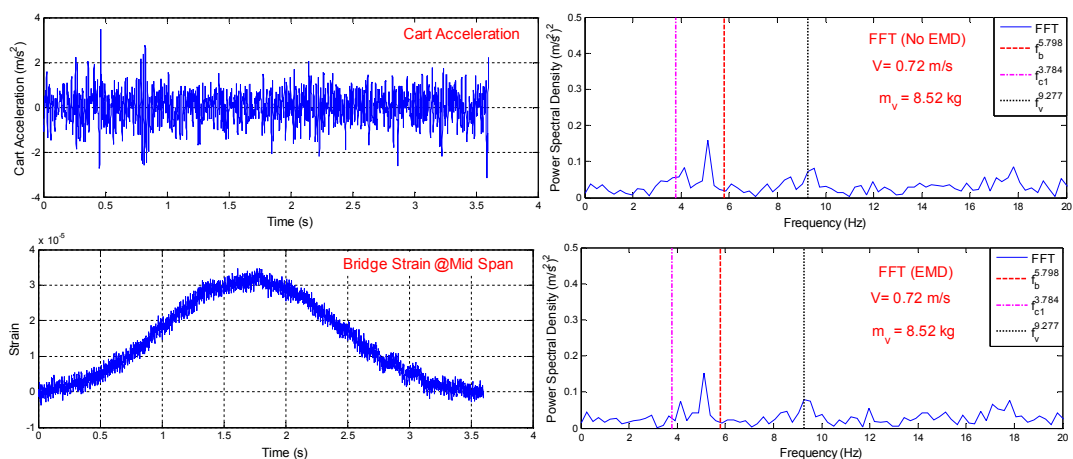 Cart Acceleration
Cart Acceleration (m/s²)
4
2
0
-2
-4
0 0.5 1 1.5 2 2.5 3 3.5 4
Time (s)
FFT (No EMD)
V= 0.72 m/s
m_v = 8.52 kg
FFT
f_b^5.798
f_c1^3.784
f_v^9.277
Power Spectral Density (m/s²)²
0.5
0.4
0.3
0.2
0.1
0
0 2 4 6 8 10 12 14 16 18 20
Frequency (Hz)
x 10⁻⁵
Bridge Strain @Mid Span
Strain
4
3
2
1
0
-1
0 0.5 1 1.5 2 2.5 3 3.5 4
Time (s)
FFT (EMD)
V= 0.72 m/s
m_v = 8.52 kg
FFT
f_b^5.798
f_c1^3.784
f_v^9.277
Power Spectral Density (m/s²)²
0.5
0.4
0.3
0.2
0.1
0
0 2 4 6 8 10 12 14 16 18 20
Frequency (Hz)